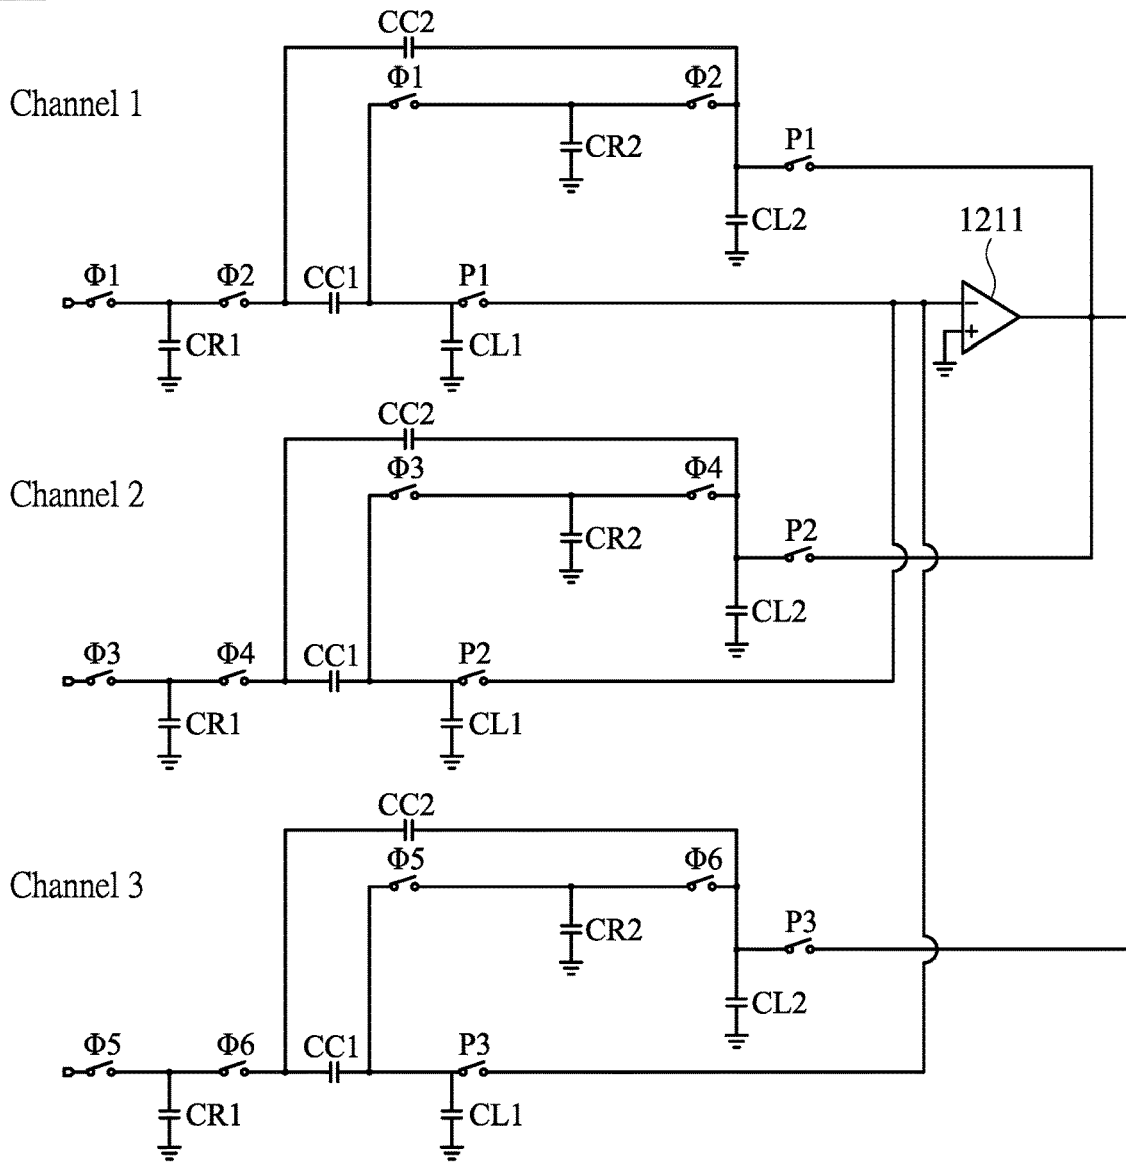 CC2
Φ1
Φ2
Channel 1
P1
CR2
CL2
1211
Φ1
Φ2
CC1
P1
−
+
CR1
CL1
CC2
Φ3
Φ4
Channel 2
P2
CR2
CL2
Φ3
Φ4
CC1
P2
CR1
CL1
CC2
Φ5
Φ6
Channel 3
P3
CR2
CL2
Φ5
Φ6
CC1
P3
CR1
CL1